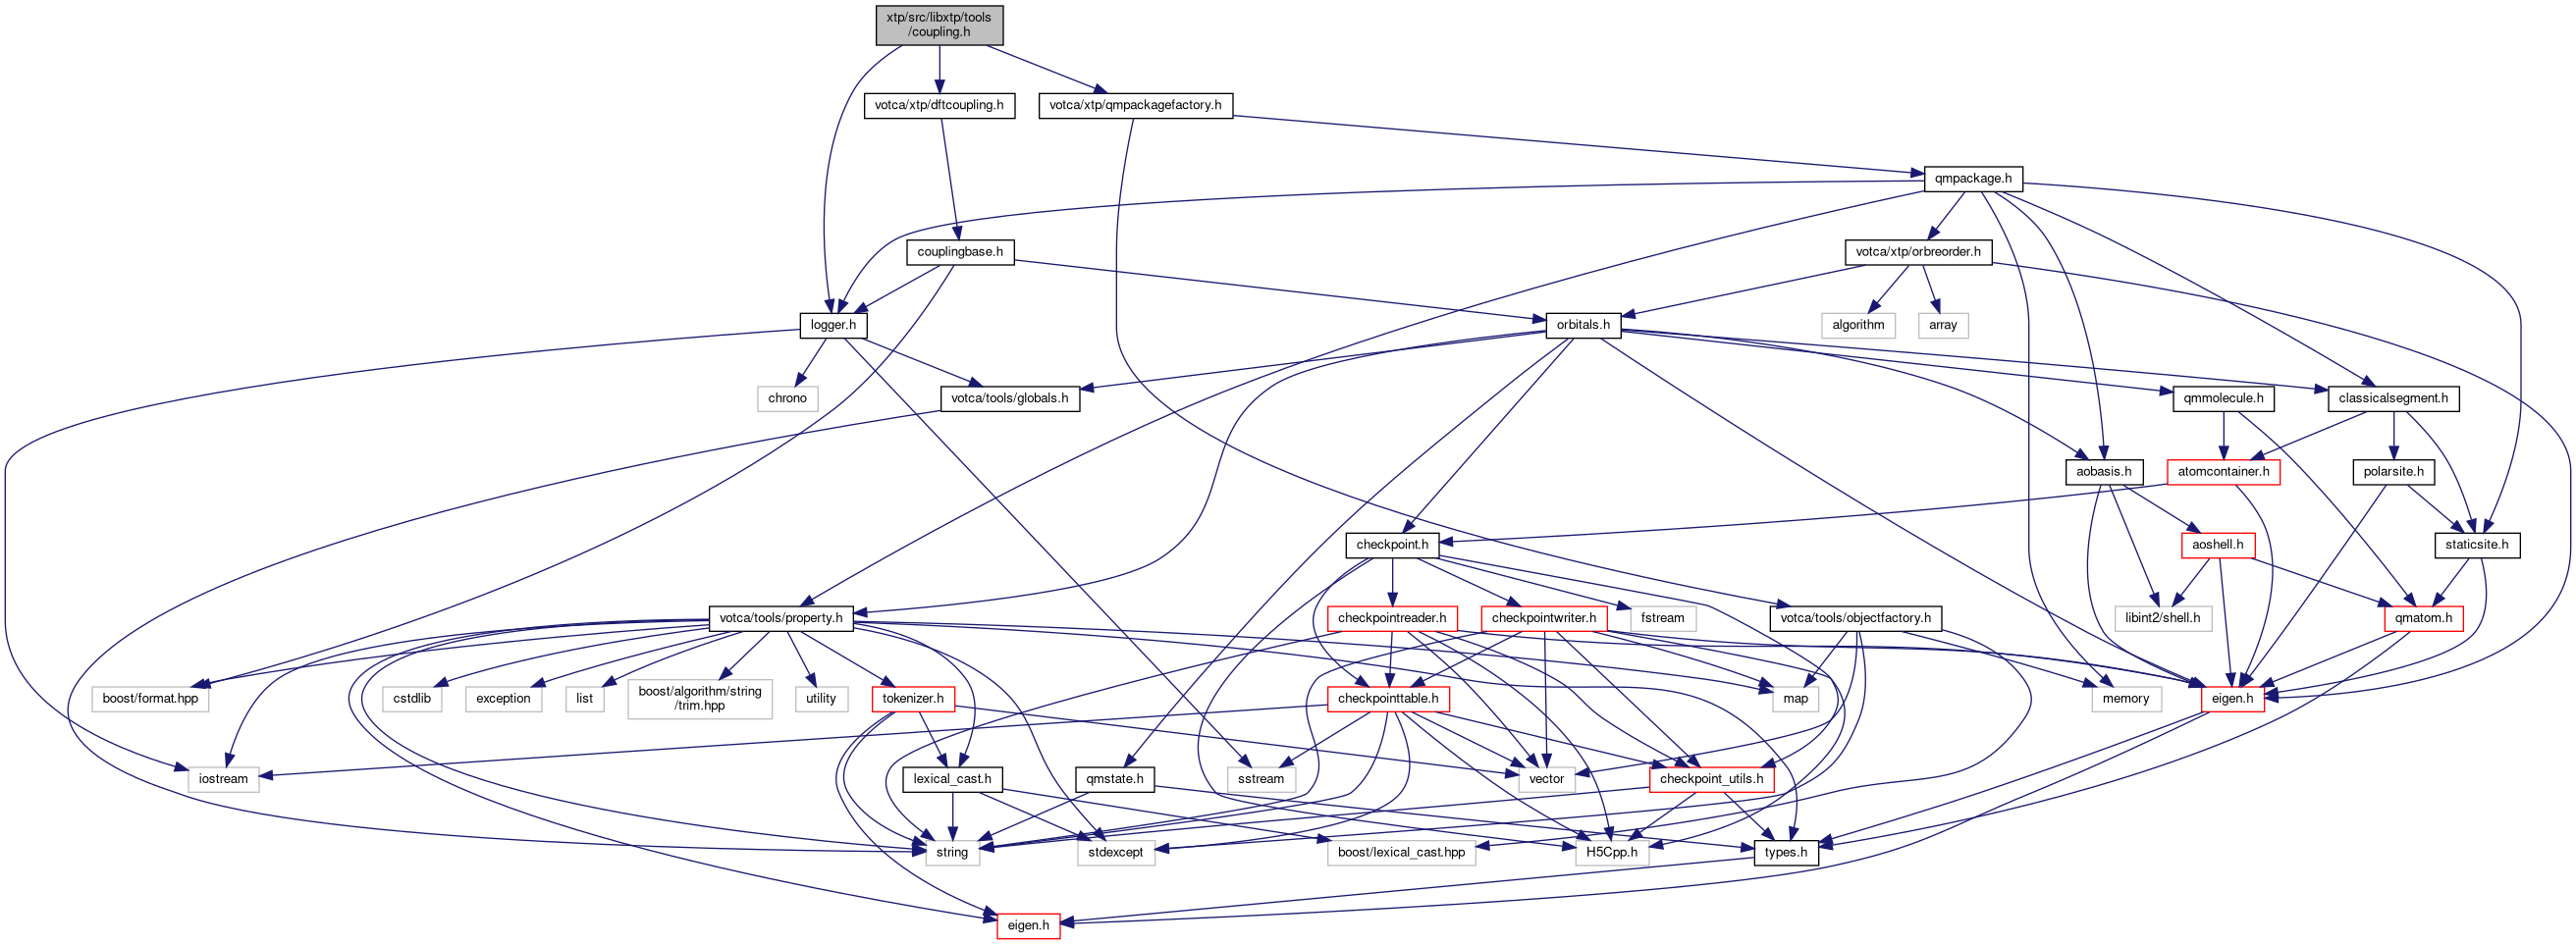 xtp/src/libxtp/tools
/coupling.h
votca/xtp/dftcoupling.h
votca/xtp/qmpackagefactory.h
qmpackage.h
couplingbase.h
votca/xtp/orbreorder.h
logger.h
orbitals.h
algorithm
array
chrono
votca/tools/globals.h
qmmolecule.h
classicalsegment.h
aobasis.h
atomcontainer.h
polarsite.h
checkpoint.h
aoshell.h
staticsite.h
votca/tools/property.h
checkpointreader.h
checkpointwriter.h
fstream
votca/tools/objectfactory.h
libint2/shell.h
qmatom.h
boost/format.hpp
cstdlib
exception
list
boost/algorithm/string
/trim.hpp
utility
tokenizer.h
checkpointtable.h
map
memory
eigen.h
iostream
lexical_cast.h
qmstate.h
sstream
vector
checkpoint_utils.h
string
stdexcept
boost/lexical_cast.hpp
H5Cpp.h
types.h
eigen.h